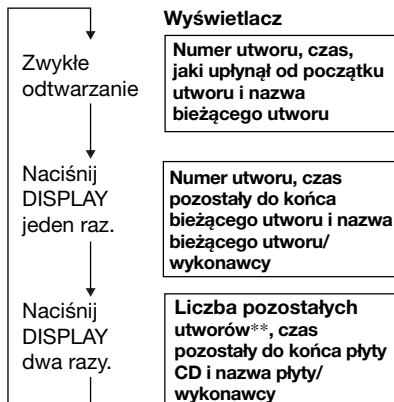 Wyświetlacz
Zwykłe
odtwarzanie
Numer utworu, czas,
jaki upłynął od początku
utworu i nazwa
bieżącego utworu
Naciśnij
DISPLAY
jeden raz.
Numer utworu, czas
pozostały do końca
bieżącego utworu i nazwa
bieżącego utworu/
wykonawcy
Naciśnij
DISPLAY
dwa razy.
Liczba pozostałych
utworów**, czas
pozostały do końca płyty
CD i nazwa płyty/
wykonawcy